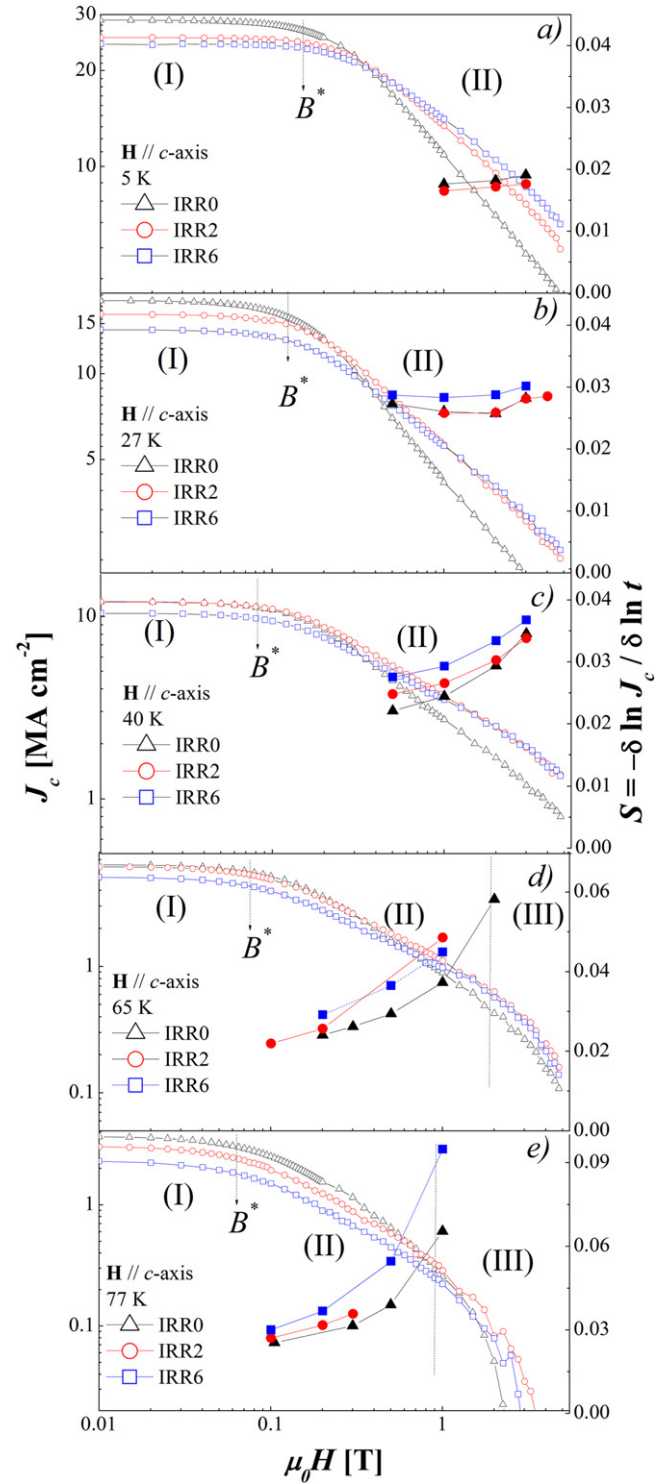 30
20
10
a)
(I)
(II)
B*
H // c-axis
5 K
IRR0
IRR2
IRR6
0.04
0.03
0.02
0.01
0.00
15
10
5
b)
(I)
(II)
B*
H // c-axis
27 K
IRR0
IRR2
IRR6
0.04
0.03
0.02
0.01
0.00
10
1
c)
(I)
(II)
B*
H // c-axis
40 K
IRR0
IRR2
IRR6
0.04
0.03
0.02
0.01
0.00
J_c [MA cm⁻²]
S = −δ ln J_c / δ ln t
1
0.1
d)
(I)
(II)
(III)
B*
H // c-axis
65 K
IRR0
IRR2
IRR6
0.06
0.04
0.02
0.00
1
0.1
e)
(I)
(II)
(III)
B*
H // c-axis
77 K
IRR0
IRR2
IRR6
0.09
0.06
0.03
0.00
0.01
0.1
1
μ₀H [T]